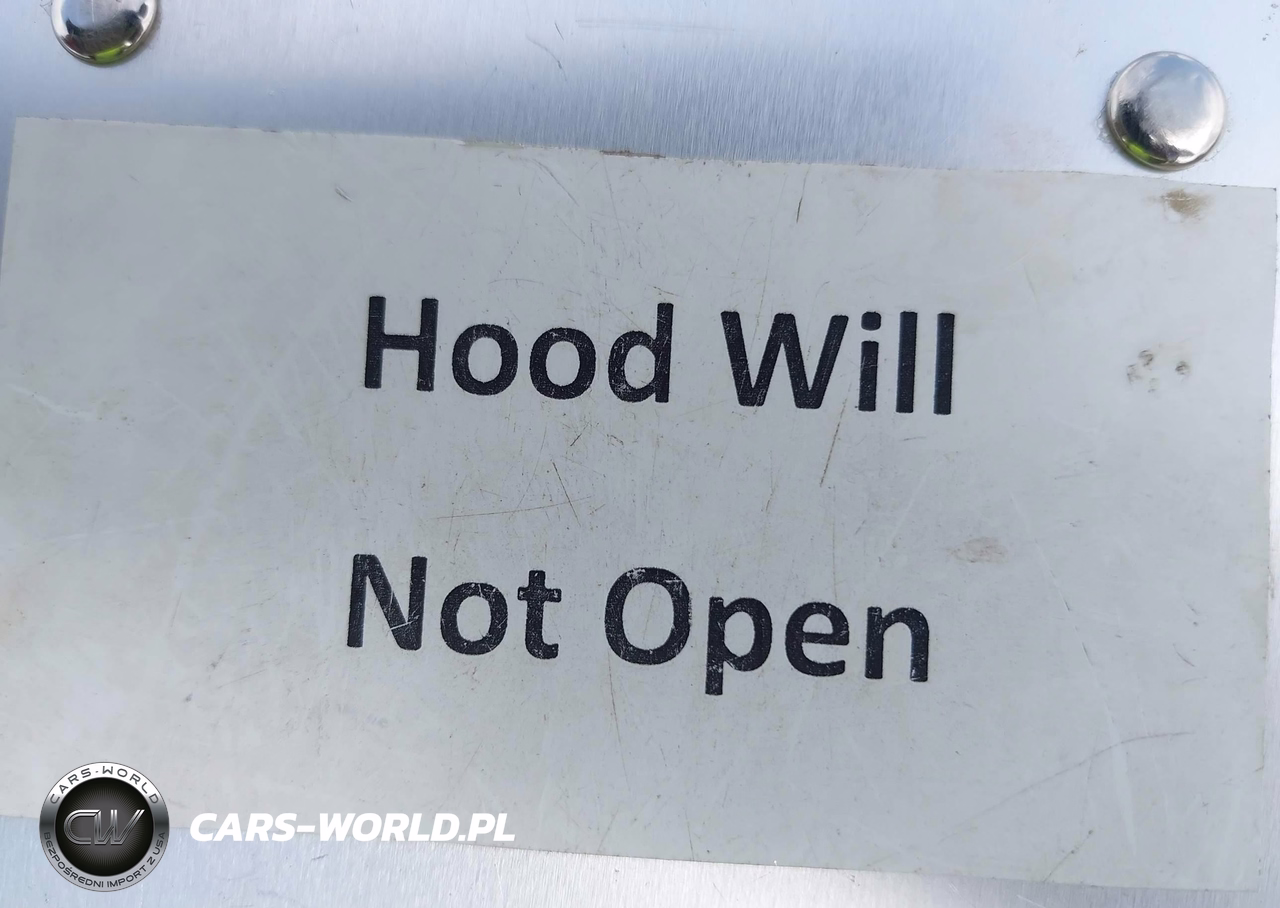 Hood Will
Not Open
CARS-WORLD
CW
BEZPOŚREDNI IMPORT Z USA
CARS-WORLD.PL